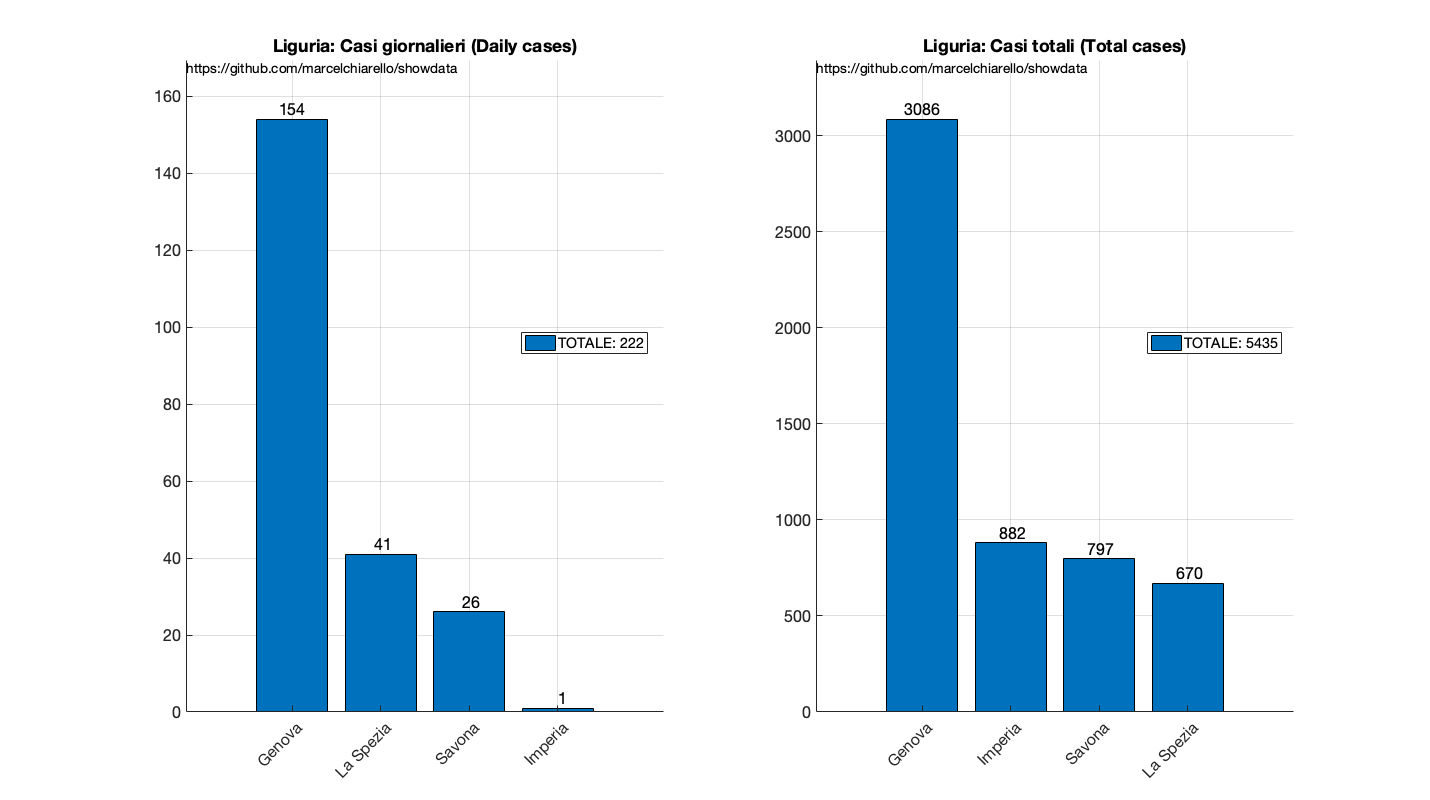 Liguria: Casi giornalieri (Daily cases)
https://github.com/marcelchiarello/showdata
160
140
120
100
80
60
40
20
0
154
41
26
1
TOTALE: 222
Genova
La Spezia
Savona
Imperia
Liguria: Casi totali (Total cases)
https://github.com/marcelchiarello/showdata
3000
2500
2000
1500
1000
500
0
3086
882
797
670
TOTALE: 5435
Genova
Imperia
Savona
La Spezia